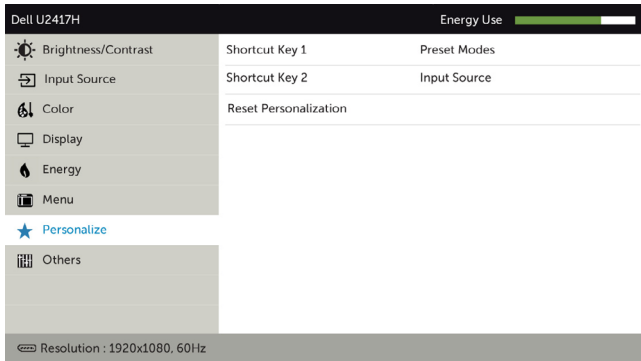 Dell U2417H Energy Use
Brightness/Contrast Shortcut Key 1 Preset Modes
Input Source Shortcut Key 2 Input Source
Color Reset Personalization
Display
Energy
Menu
Personalize
Others
Resolution : 1920x1080, 60Hz